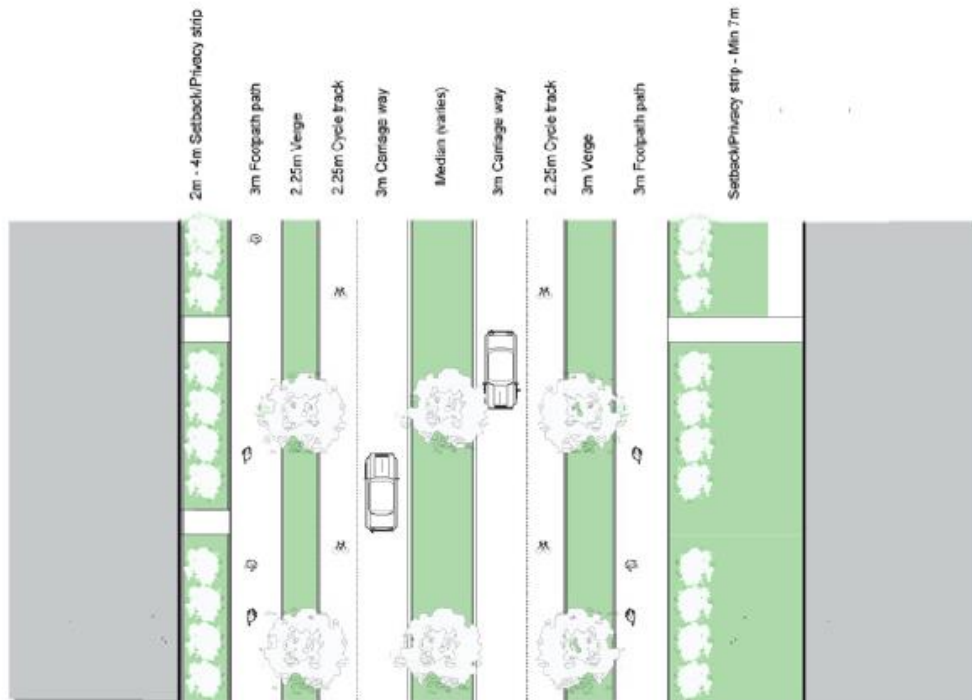 2m - 4m Setback/Privacy strip
3m Footpath path
2.25m Verge
2.25m Cycle track
3m Carriage way
Median (varies)
3m Carriage way
2.25m Cycle track
3m Verge
3m Footpath path
Setback/Privacy strip - Min 7m